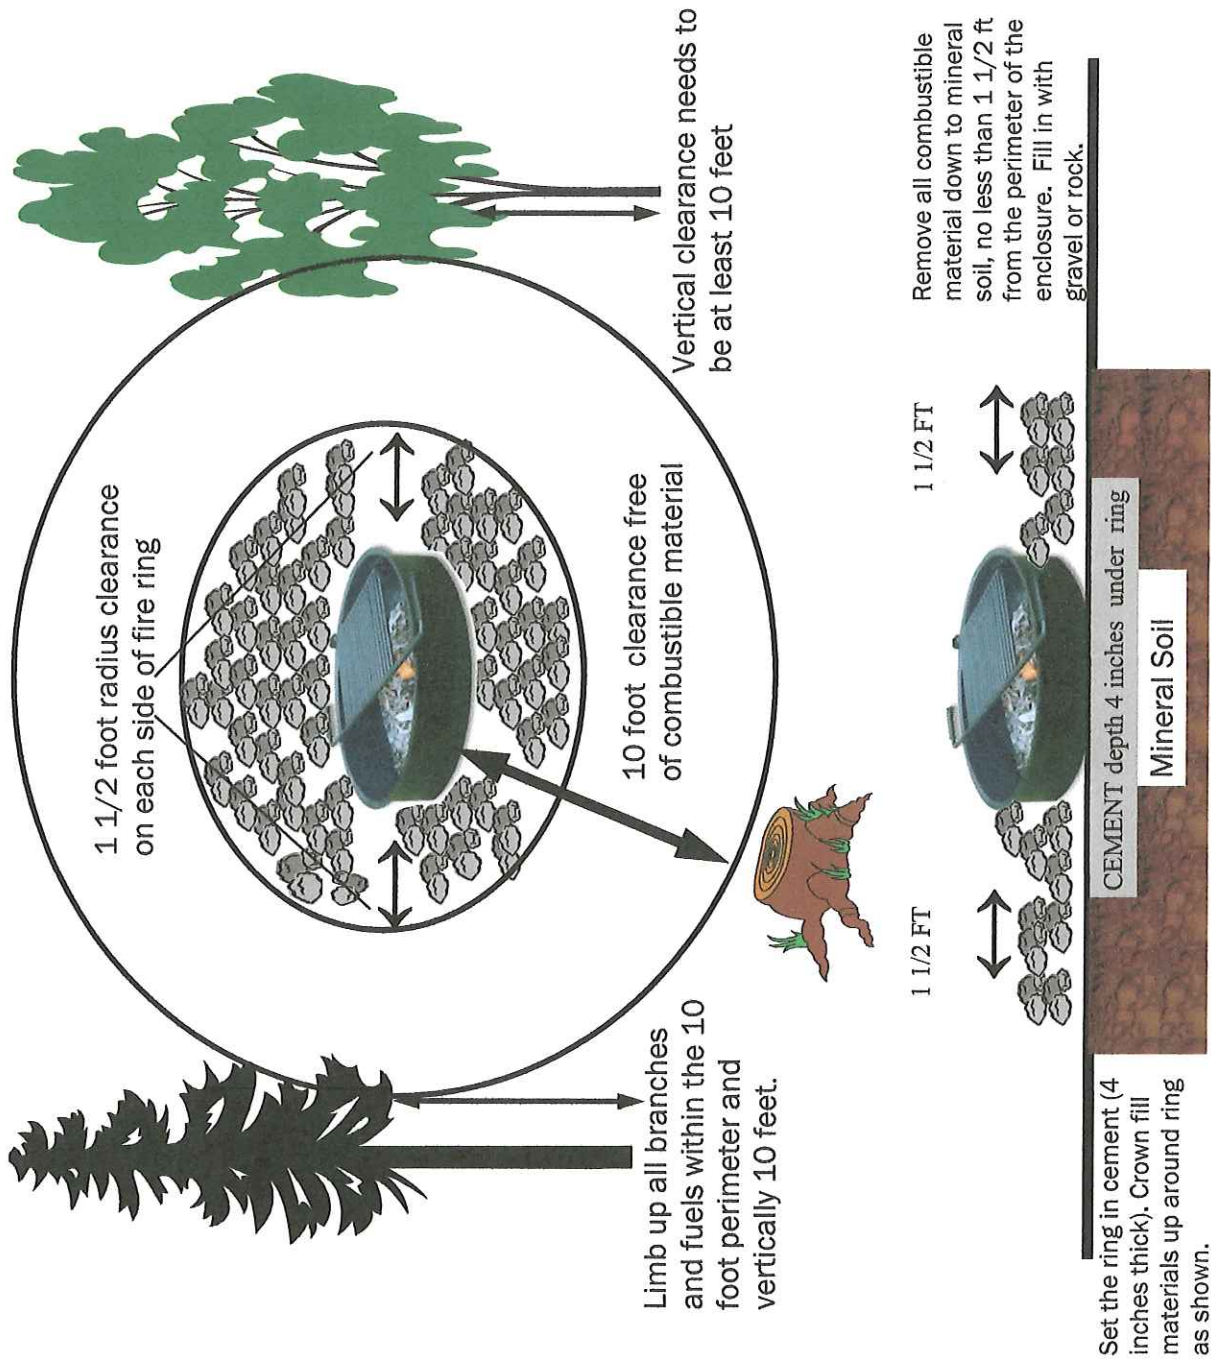 1 1/2 foot radius clearance
on each side of fire ring
Vertical clearance needs to
be at least 10 feet
10 foot clearance free
of combustible material
Limb up all branches
and fuels within the 10
foot perimeter and
vertically 10 feet.
Remove all combustible
material down to mineral
soil, no less than 1 1/2 ft
from the perimeter of the
enclosure. Fill in with
gravel or rock.
1 1/2 FT
1 1/2 FT
CEMENT depth 4 inches under ring
Mineral Soil
Set the ring in cement (4
inches thick). Crown fill
materials up around ring
as shown.